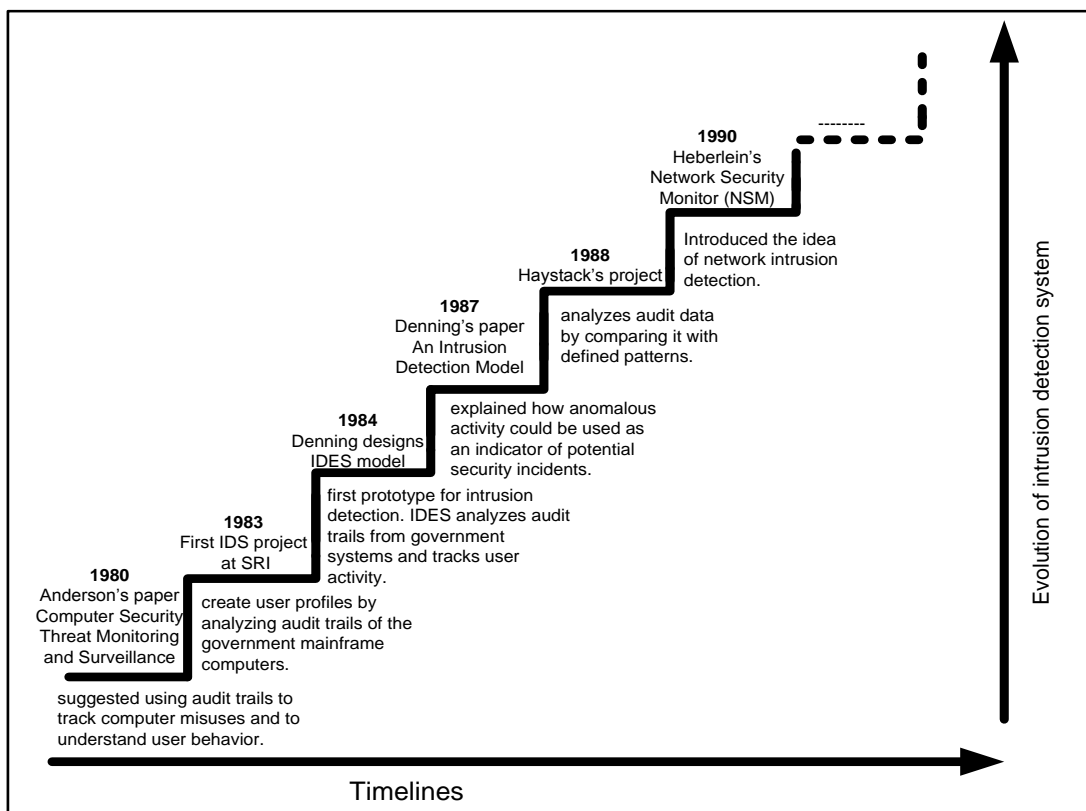 1980
Anderson's paper
Computer Security
Threat Monitoring
and Surveillance
suggested using audit trails to
track computer misuses and to
understand user behavior.
1983
First IDS project
at SRI
create user profiles by
analyzing audit trails of the
government mainframe
computers.
1984
Denning designs
IDES model
first prototype for intrusion
detection. IDES analyzes audit
trails from government
systems and tracks user
activity.
1987
Denning's paper
An Intrusion
Detection Model
explained how anomalous
activity could be used as
an indicator of potential
security incidents.
1988
Haystack's project
analyzes audit data
by comparing it with
defined patterns.
1990
Heberlein's
Network Security
Monitor (NSM)
Introduced the idea
of network intrusion
detection.
--------
Evolution of intrusion detection system
Timelines